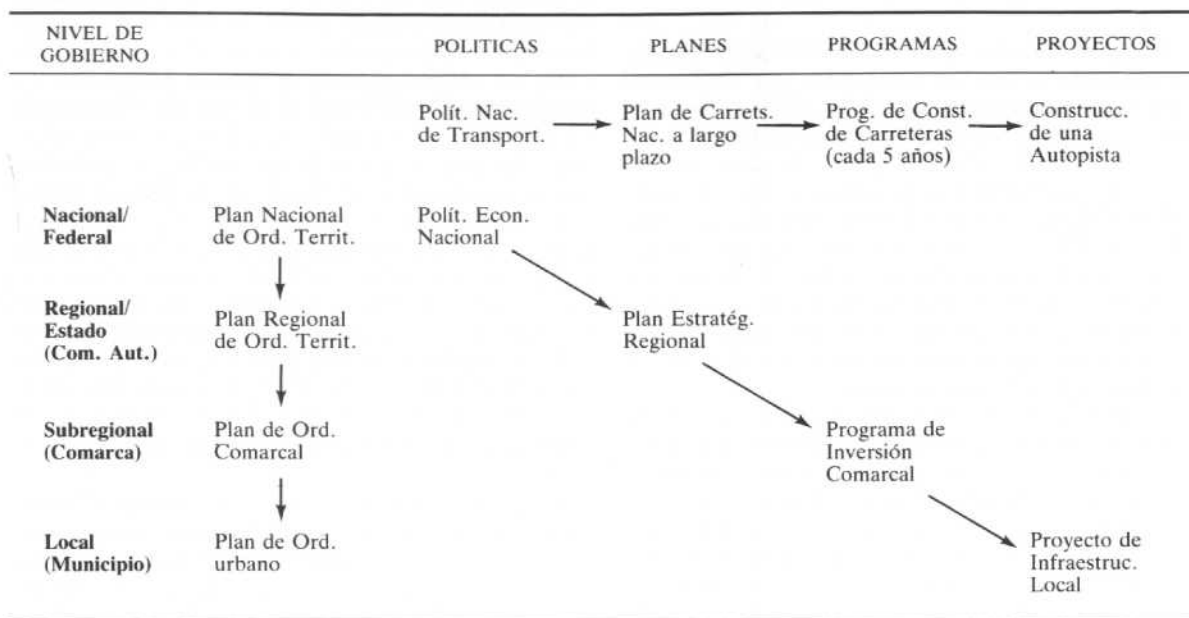 NIVEL DE
GOBIERNO
POLITICAS
PLANES
PROGRAMAS
PROYECTOS
Polít. Nac.
de Transport.
Plan de Carrets.
Nac. a largo
plazo
Prog. de Const.
de Carreteras
(cada 5 años)
Construcc.
de una
Autopista
Nacional/
Federal
Plan Nacional
de Ord. Territ.
Polít. Econ.
Nacional
Regional/
Estado
(Com. Aut.)
Plan Regional
de Ord. Territ.
Plan Estratég.
Regional
Subregional
(Comarca)
Plan de Ord.
Comarcal
Programa de
Inversión
Comarcal
Local
(Municipio)
Plan de Ord.
urbano
Proyecto de
Infraestruc.
Local